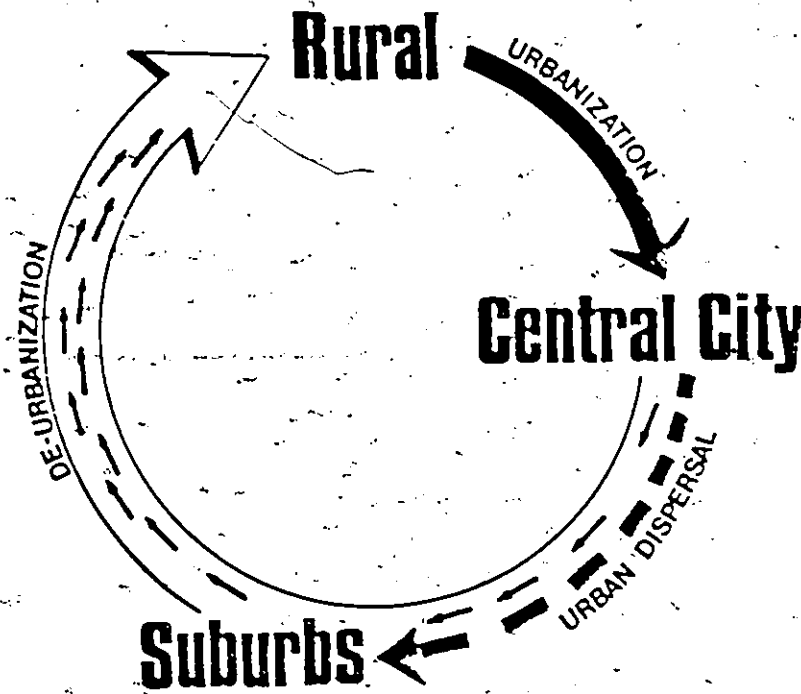 Rural
URBANIZATION
Central City
URBAN DISPERSAL
Suburbs
DE-URBANIZATION